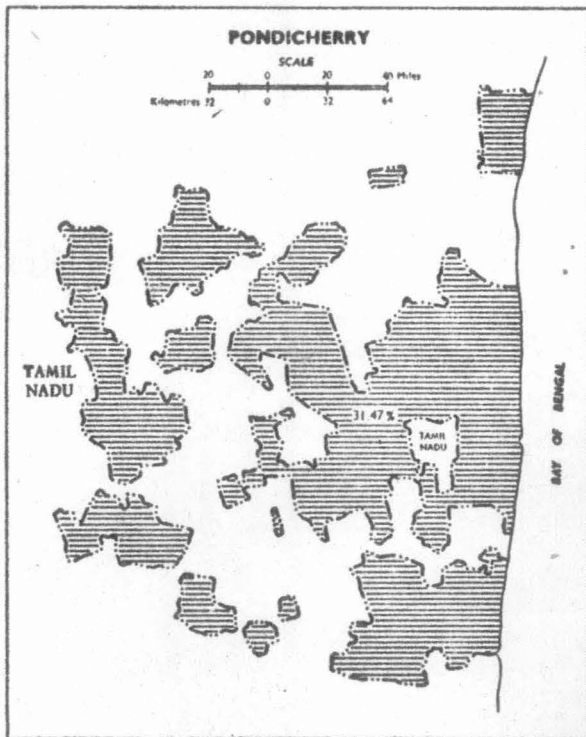 PONDICHERRY
SCALE
20 0 20 40 Miles
Kilometres 32 0 32 64
TAMIL
NADU
31.47 %
TAMIL
NADU
BAY OF BENGAL